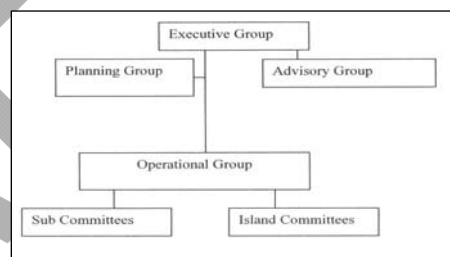 Executive Group
Planning Group
Advisory Group
Operational Group
Sub Committees
Island Committees